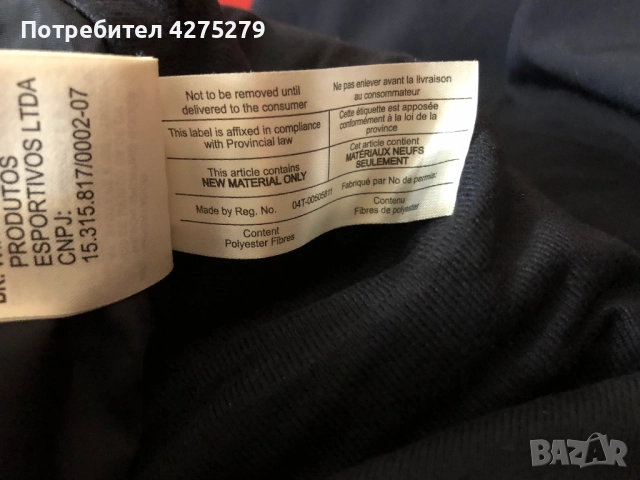 Потребител 4275279
PRODUTOS
ESPORTIVOS LTDA
CNPJ:
15.315.817/0002-07
Not to be removed until
delivered to the consumer
This label is affixed in compliance
with Provincial law
This article contains
NEW MATERIAL ONLY
Made by Reg. No.
04T-00505811
Content
Polyester Fibres
Ne pas enlever avant la livraison
au consommateur
Cette étiquette est apposée
conformément à la loi de la
province
Cet article contient
MATÉRIAUX NEUFS
SEULEMENT
Fabriqué par No de permis:
Contenu
Fibres de polyester
BAZAR